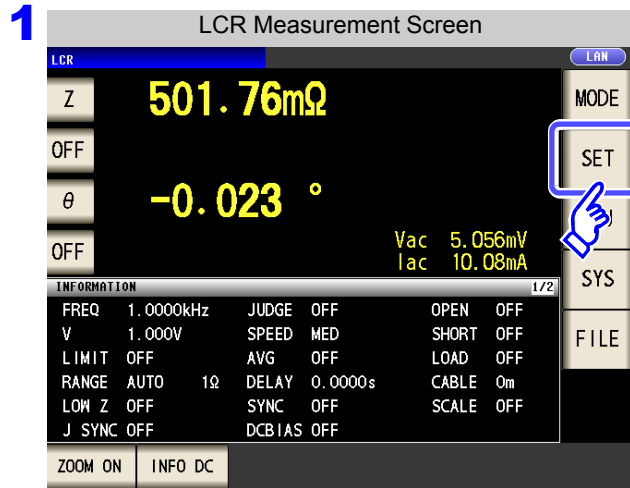 1
LCR Measurement Screen
LCR
LAN
Z
501.76mΩ
MODE
OFF
SET
θ
-0.023 °
OFF
Vac 5.056mV
Iac 10.08mA
SYS
INFORMATION 1/2
FREQ 1.0000kHz JUDGE OFF OPEN OFF
V 1.000V SPEED MED SHORT OFF
FILE
LIMIT OFF AVG OFF LOAD OFF
RANGE AUTO 1Ω DELAY 0.0000s CABLE 0m
LOW Z OFF SYNC OFF SCALE OFF
J SYNC OFF DCBIAS OFF
ZOOM ON INFO DC